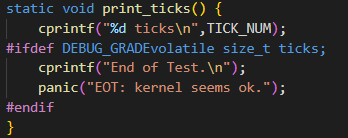 static void print_ticks() {
    cprintf("%d ticks\n",TICK_NUM);
#ifdef DEBUG_GRADEvolatile size_t ticks;
    cprintf("End of Test.\n");
    panic("EOT: kernel seems ok.");
#endif
}